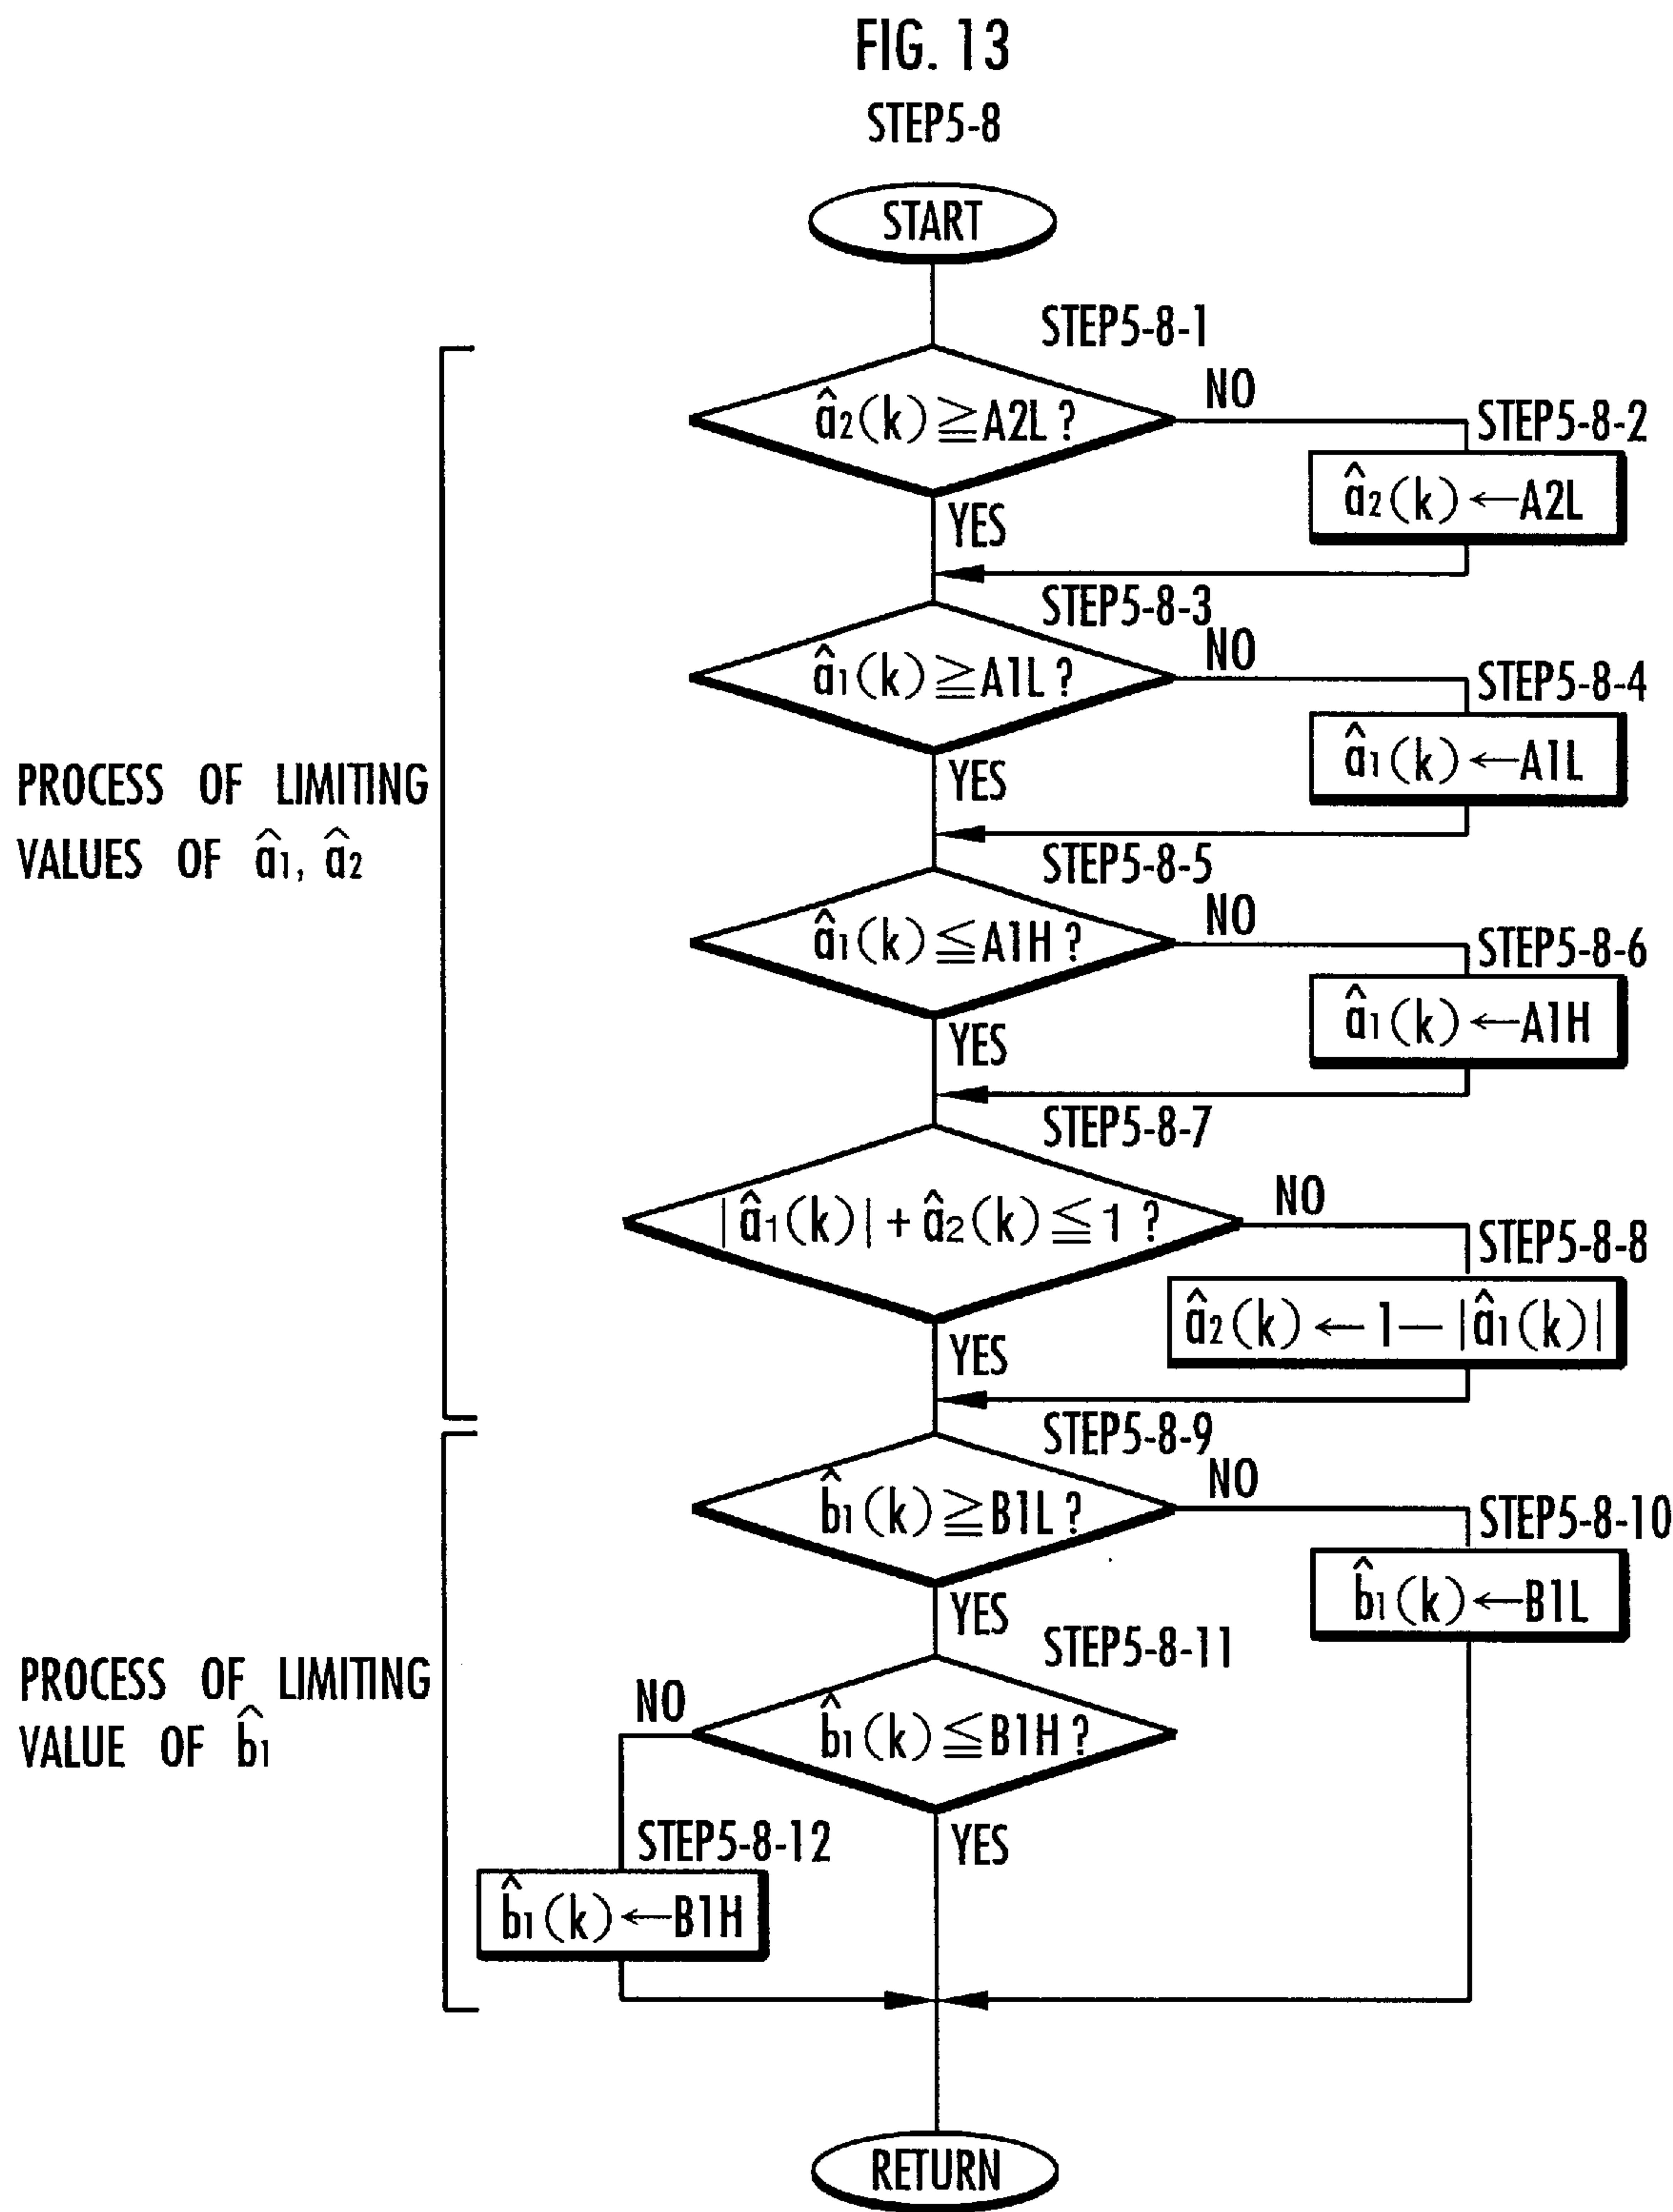 FIG. 13
STEP5-8
START
STEP5-8-1
â2(k)≧A2L ?
NO
STEP5-8-2
â2(k)←A2L
YES
STEP5-8-3
â1(k)≧A1L ?
NO
STEP5-8-4
â1(k)←A1L
YES
PROCESS OF LIMITING
VALUES OF â1, â2
STEP5-8-5
â1(k)≦A1H ?
NO
STEP5-8-6
â1(k)←A1H
YES
STEP5-8-7
|â1(k)|+â2(k)≦1 ?
NO
STEP5-8-8
â2(k)←1—|â1(k)|
YES
STEP5-8-9
b̂1(k)≧B1L ?
NO
STEP5-8-10
b̂1(k)←B1L
YES
STEP5-8-11
PROCESS OF LIMITING
VALUE OF b̂1
NO
b̂1(k)≦B1H ?
STEP5-8-12
YES
b̂1(k)←B1H
RETURN